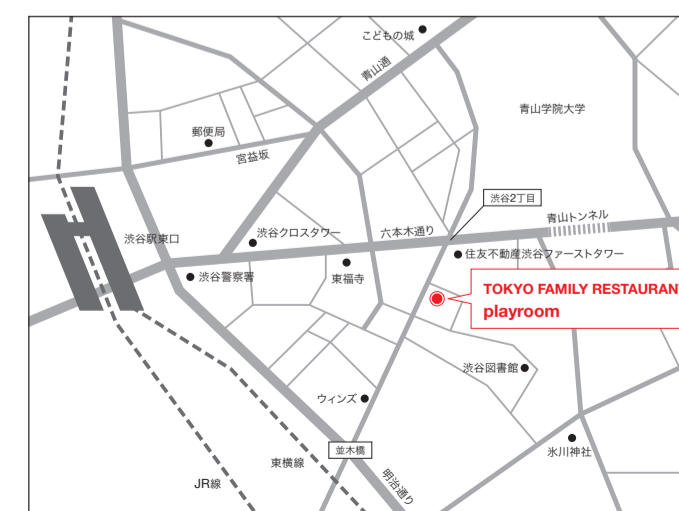 こどもの城
青山通
青山学院大学
郵便局
宮益坂
渋谷2丁目
青山トンネル
渋谷駅東口
渋谷クロスタワー
六本木通り
住友不動産渋谷ファーストタワー
渋谷警察署
東福寺
TOKYO FAMILY RESTAURANT
playroom
渋谷図書館
ウィンズ
並木橋
氷川神社
東横線
JR線
明治通り